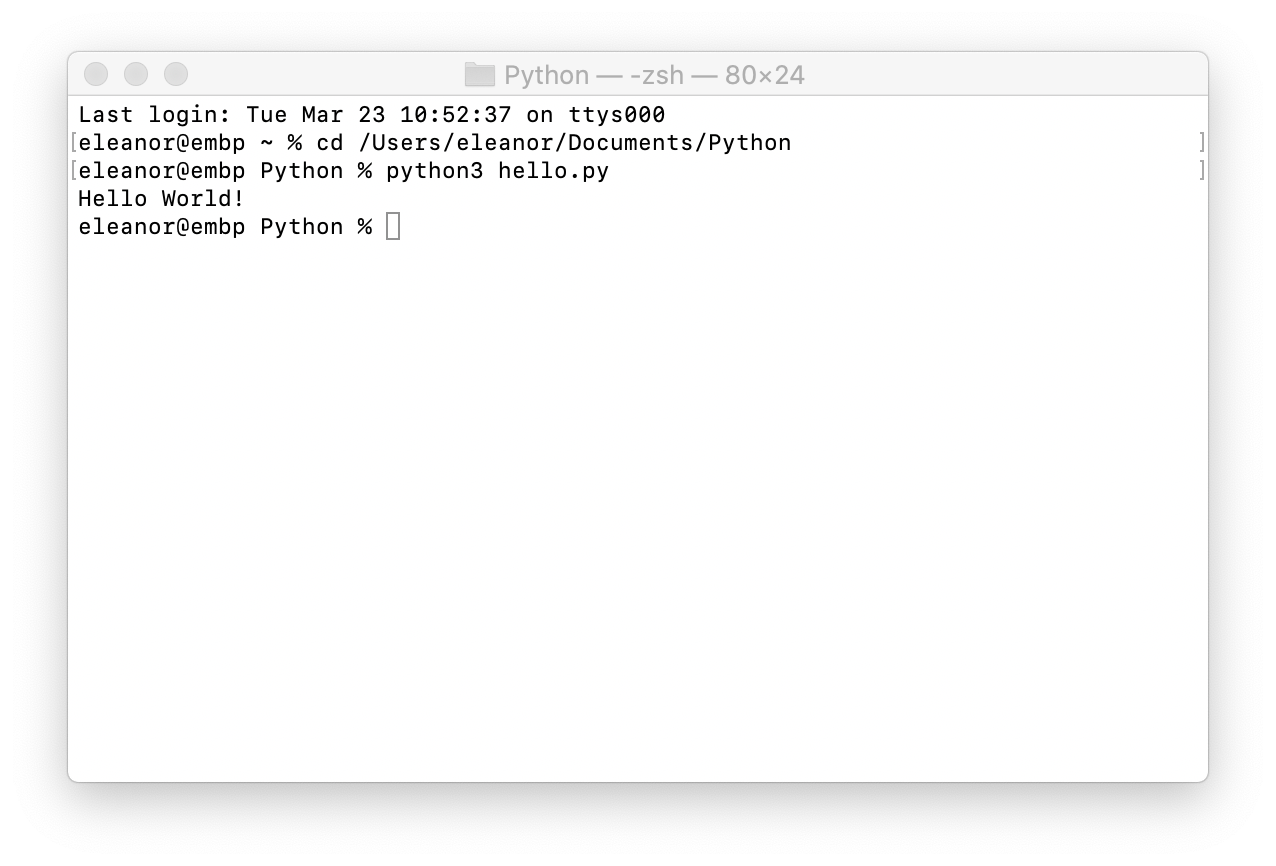 Python — -zsh — 80×24
Last login: Tue Mar 23 10:52:37 on ttys000
[eleanor@embp ~ % cd /Users/eleanor/Documents/Python ]
[eleanor@embp Python % python3 hello.py ]
Hello World!
eleanor@embp Python %